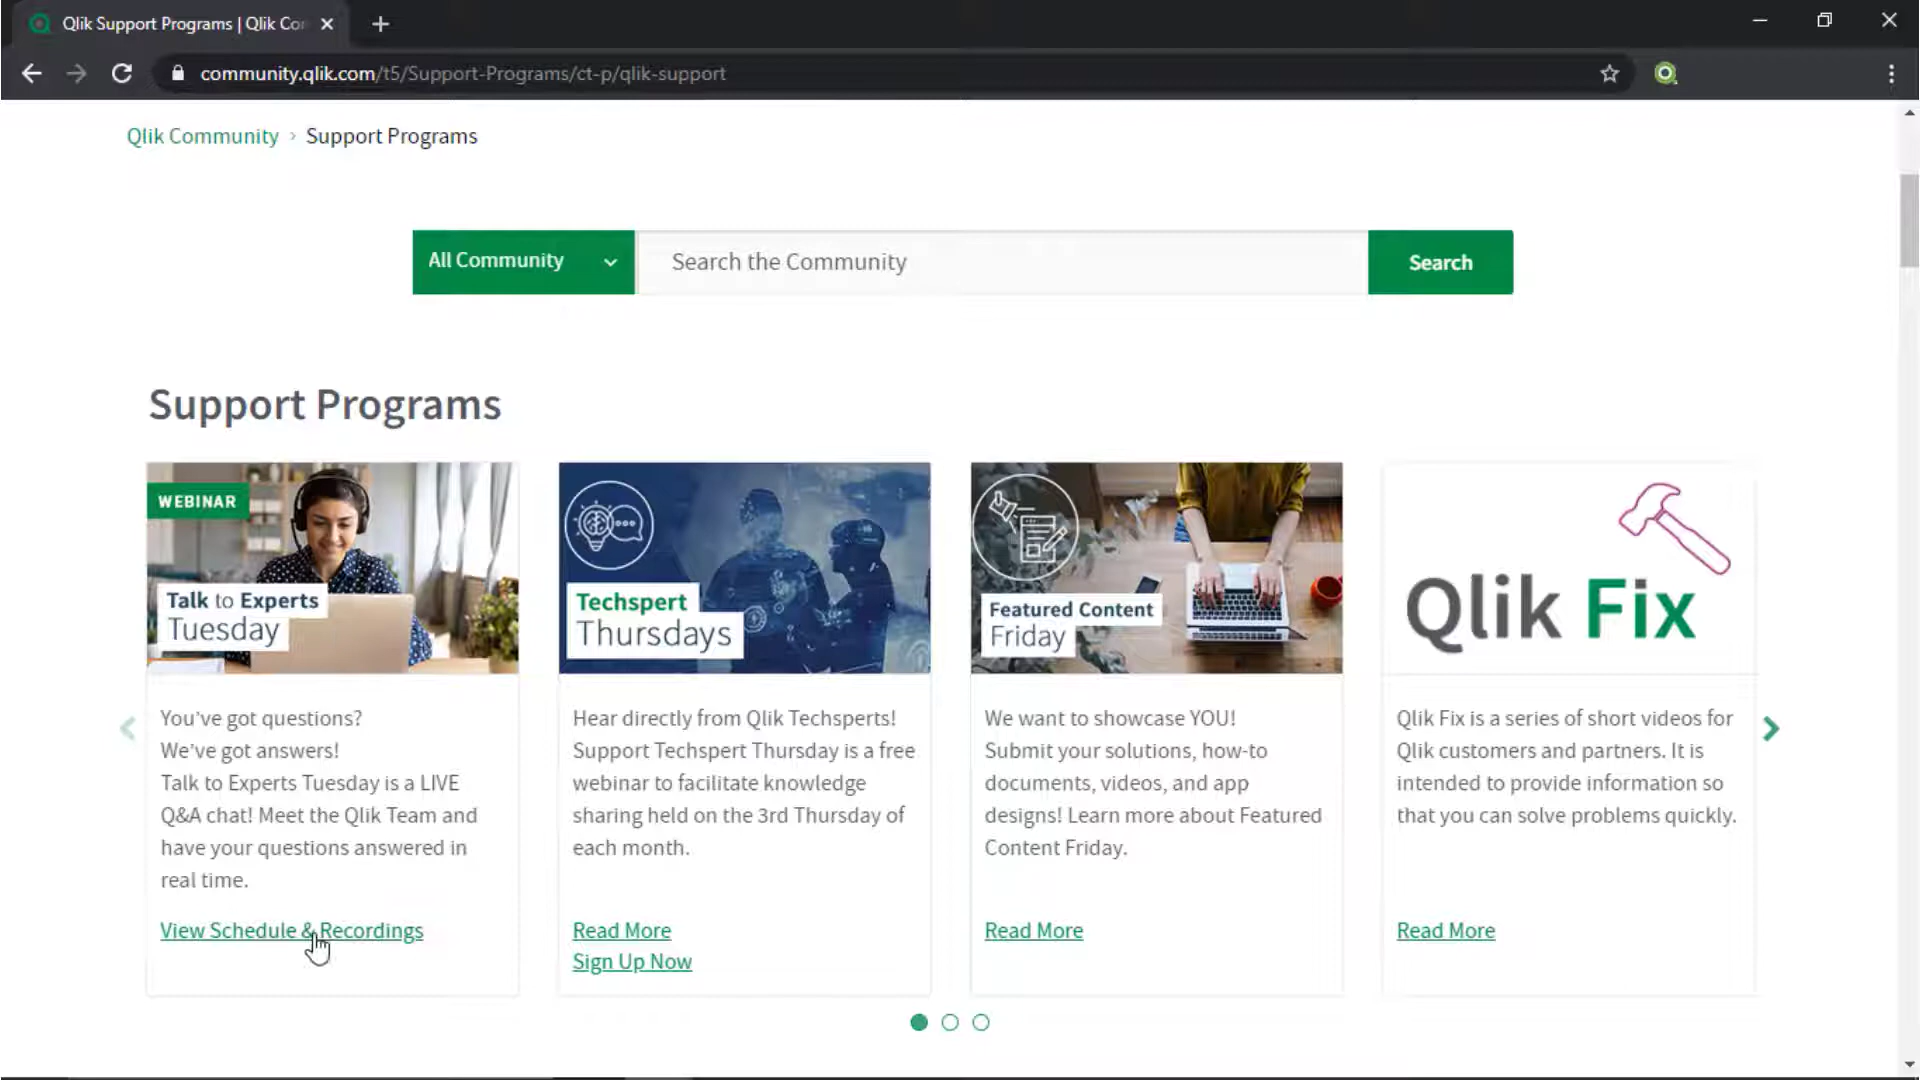 Qlik Support Programs | Qlik Co
community.qlik.com/t5/Support-Programs/ct-p/qlik-support
Qlik Community › Support Programs
All Community
Search the Community
Search
Support Programs
WEBINAR
Talk to Experts
Tuesday
You've got questions?
We've got answers!
Talk to Experts Tuesday is a LIVE
Q&A chat! Meet the Qlik Team and
have your questions answered in
real time.
View Schedule & Recordings
Techspert
Thursdays
Hear directly from Qlik Techsperts!
Support Techspert Thursday is a free
webinar to facilitate knowledge
sharing held on the 3rd Thursday of
each month.
Read More
Sign Up Now
Featured Content
Friday
We want to showcase YOU!
Submit your solutions, how-to
documents, videos, and app
designs! Learn more about Featured
Content Friday.
Read More
Qlik Fix
Qlik Fix is a series of short videos for
Qlik customers and partners. It is
intended to provide information so
that you can solve problems quickly.
Read More